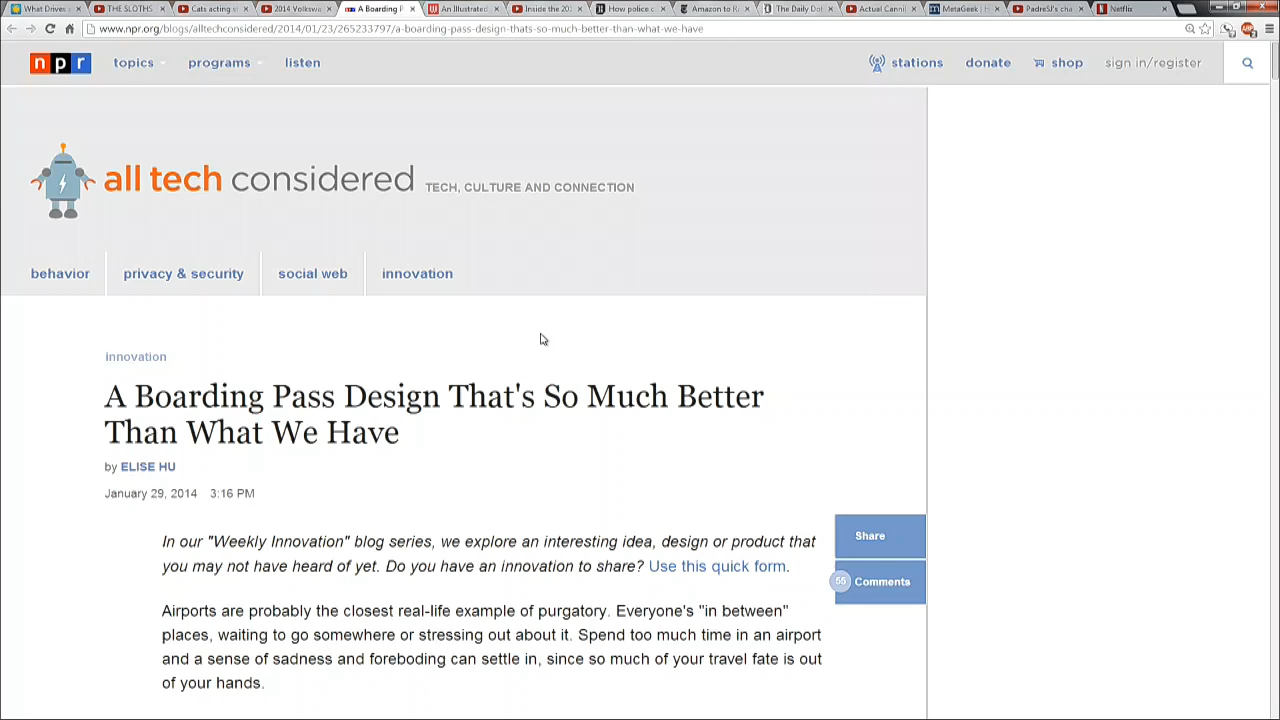 What Drives
THE SLOTHS
Cats acting s
2014 Volksw
A Boarding P
An Illustrated
Inside the 20
How police c
Amazon to R
The Daily Do
Actual Canni
MetaGeek | H
PadreSJ's cha
Netflix
www.npr.org/blogs/alltechconsidered/2014/01/23/265233797/a-boarding-pass-design-thats-so-much-better-than-what-we-have
npr topics programs listen stations donate shop sign in/register
all tech considered TECH, CULTURE AND CONNECTION
behavior privacy & security social web innovation
innovation
A Boarding Pass Design That's So Much Better
Than What We Have
by ELISE HU
January 29, 2014 3:16 PM
Share
55 Comments
In our "Weekly Innovation" blog series, we explore an interesting idea, design or product that
you may not have heard of yet. Do you have an innovation to share? Use this quick form.
Airports are probably the closest real-life example of purgatory. Everyone's "in between"
places, waiting to go somewhere or stressing out about it. Spend too much time in an airport
and a sense of sadness and foreboding can settle in, since so much of your travel fate is out
of your hands.